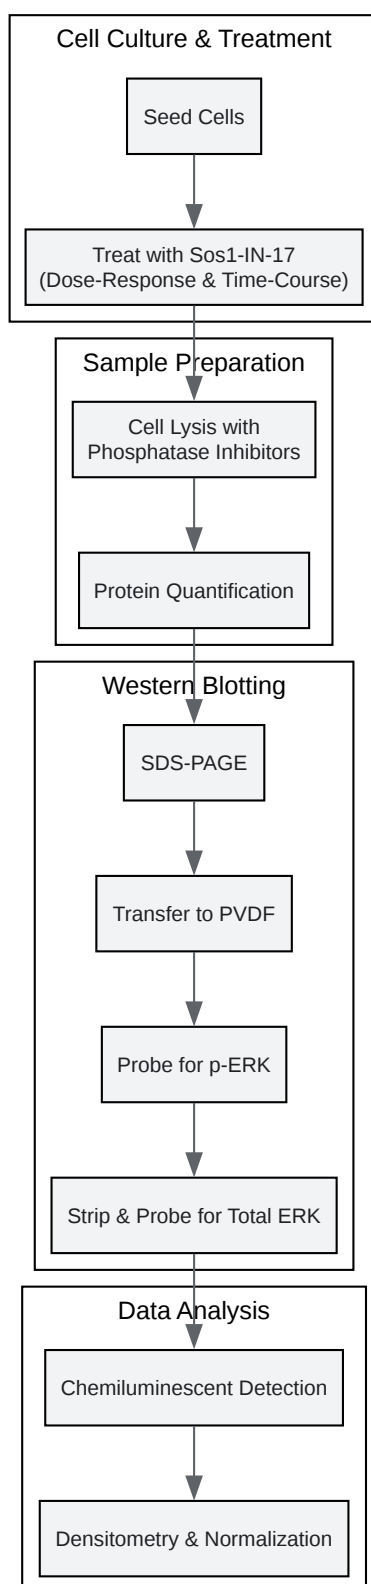 Cell Culture & Treatment
Seed Cells
Treat with Sos1-IN-17
(Dose-Response & Time-Course)
Sample Preparation
Cell Lysis with
Phosphatase Inhibitors
Protein Quantification
Western Blotting
SDS-PAGE
Transfer to PVDF
Probe for p-ERK
Strip & Probe for Total ERK
Data Analysis
Chemiluminescent Detection
Densitometry & Normalization